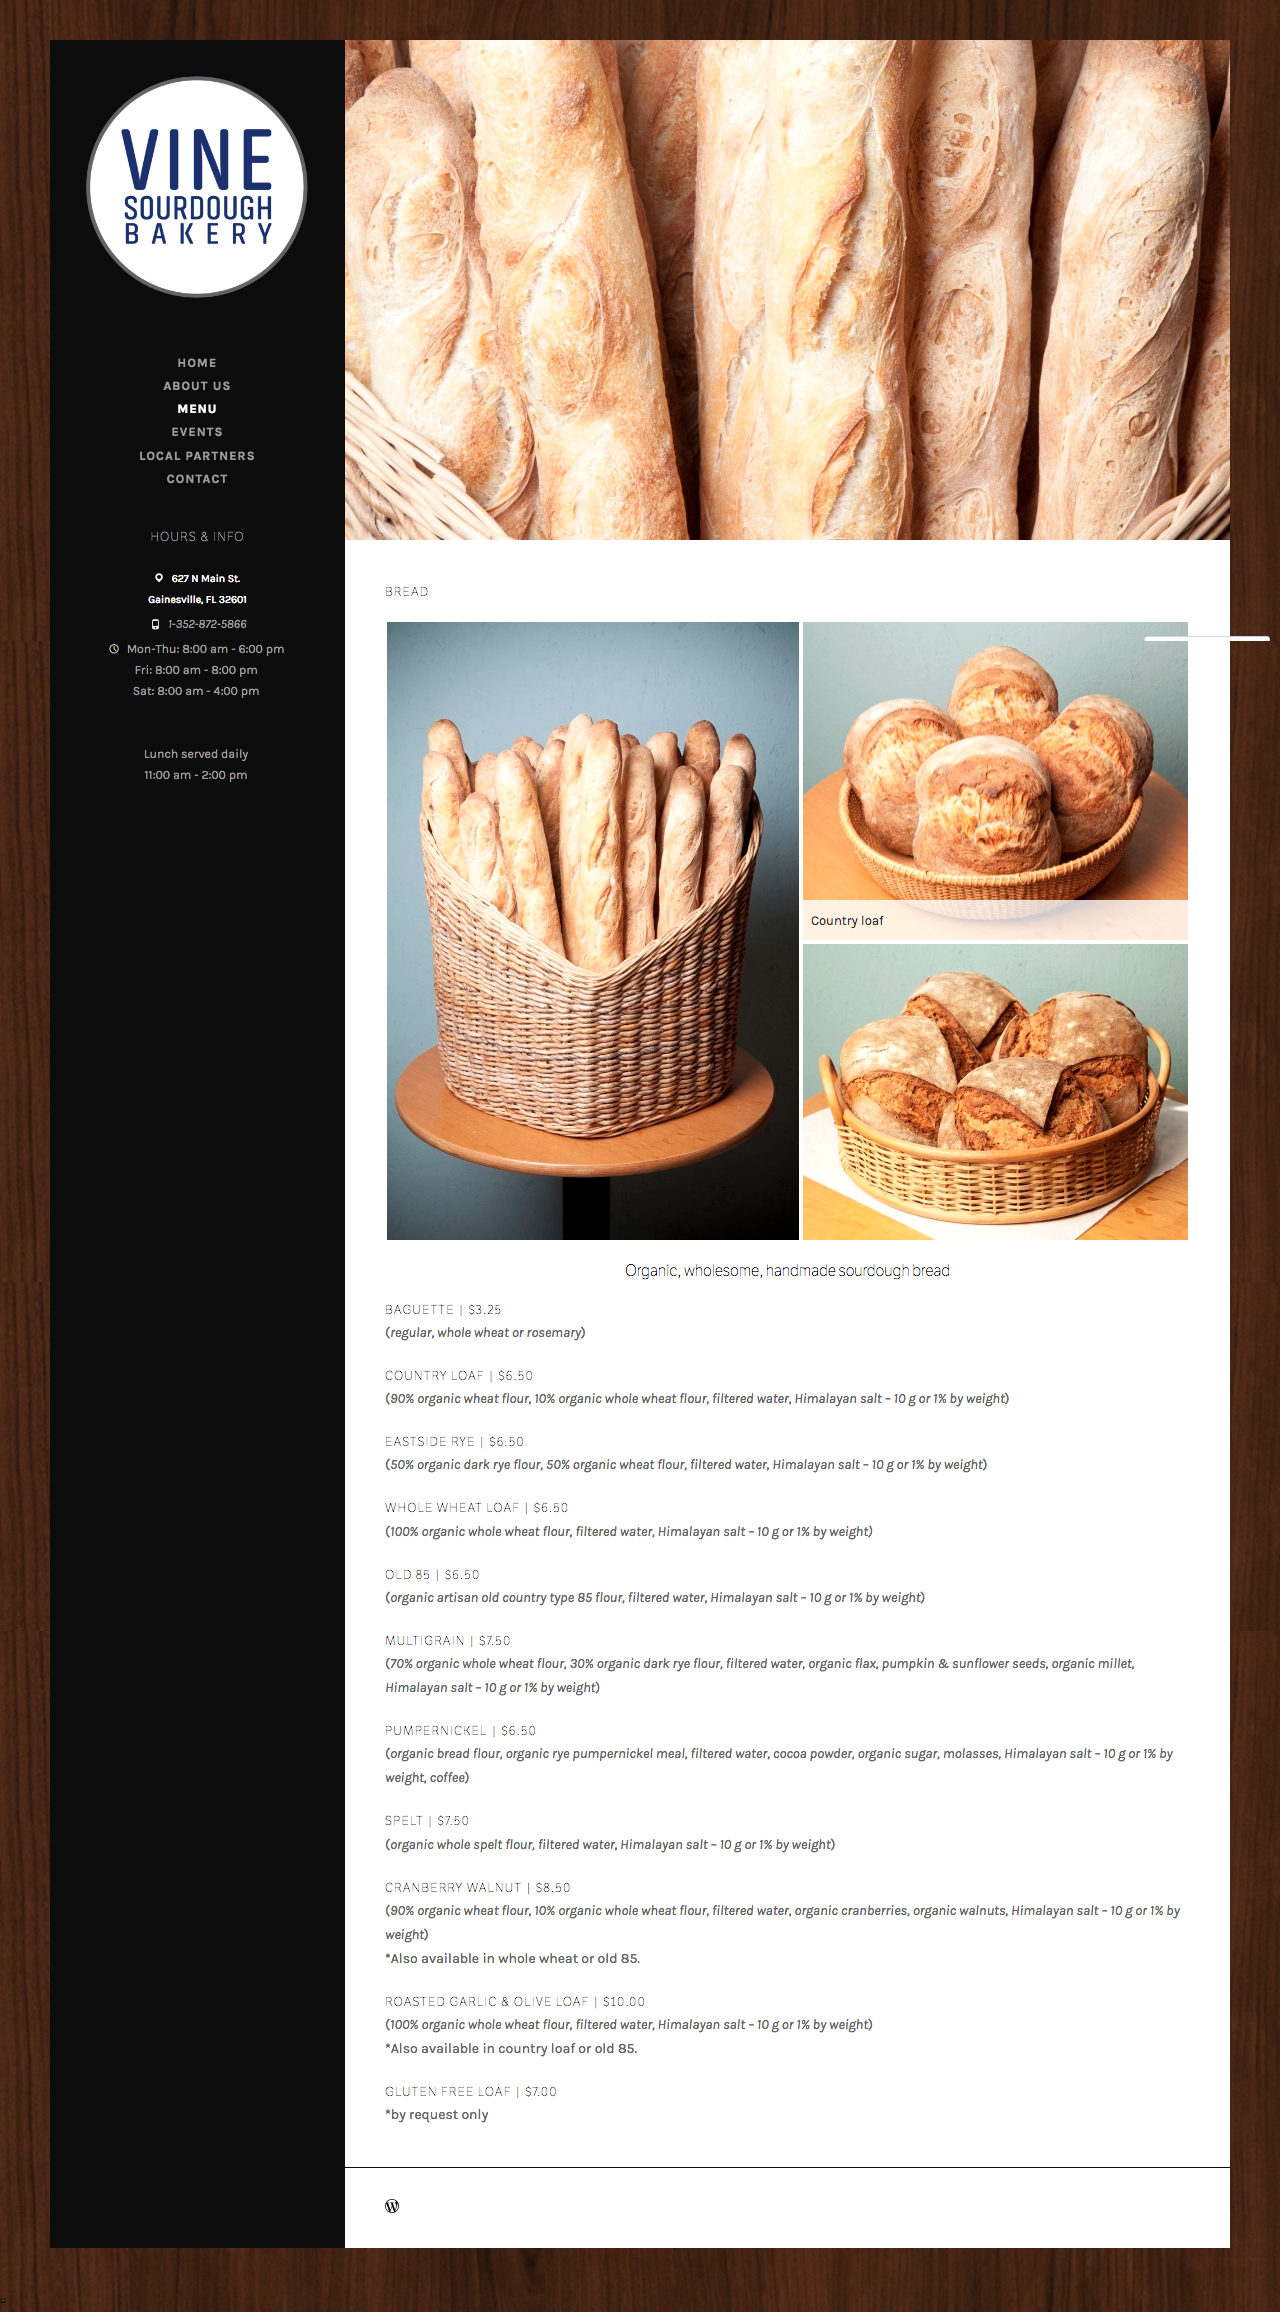 VINE
SOURDOUGH
BAKERY
HOME
ABOUT US
MENU
EVENTS
LOCAL PARTNERS
CONTACT
HOURS & INFO
627 N Main St.
Gainesville, FL 32601
1-352-872-5866
Mon-Thu: 8:00 am - 6:00 pm
Fri: 8:00 am - 8:00 pm
Sat: 8:00 am - 4:00 pm
Lunch served daily
11:00 am - 2:00 pm
BREAD
Country loaf
Organic, wholesome, handmade sourdough bread
BAGUETTE | $3.25
(regular, whole wheat or rosemary)
COUNTRY LOAF | $6.50
(90% organic wheat flour, 10% organic whole wheat flour, filtered water, Himalayan salt – 10 g or 1% by weight)
EASTSIDE RYE | $6.50
(50% organic dark rye flour, 50% organic wheat flour, filtered water, Himalayan salt – 10 g or 1% by weight)
WHOLE WHEAT LOAF | $6.50
(100% organic whole wheat flour, filtered water, Himalayan salt – 10 g or 1% by weight)
OLD 85 | $6.50
(organic artisan old country type 85 flour, filtered water, Himalayan salt – 10 g or 1% by weight)
MULTIGRAIN | $7.50
(70% organic whole wheat flour, 30% organic dark rye flour, filtered water, organic flax, pumpkin & sunflower seeds, organic millet,
Himalayan salt – 10 g or 1% by weight)
PUMPERNICKEL | $6.50
(organic bread flour, organic rye pumpernickel meal, filtered water, cocoa powder, organic sugar, molasses, Himalayan salt – 10 g or 1% by
weight, coffee)
SPELT | $7.50
(organic whole spelt flour, filtered water, Himalayan salt – 10 g or 1% by weight)
CRANBERRY WALNUT | $8.50
(90% organic wheat flour, 10% organic whole wheat flour, filtered water, organic cranberries, organic walnuts, Himalayan salt – 10 g or 1% by
weight)
*Also available in whole wheat or old 85.
ROASTED GARLIC & OLIVE LOAF | $10.00
(100% organic whole wheat flour, filtered water, Himalayan salt – 10 g or 1% by weight)
*Also available in country loaf or old 85.
GLUTEN FREE LOAF | $7.00
*by request only